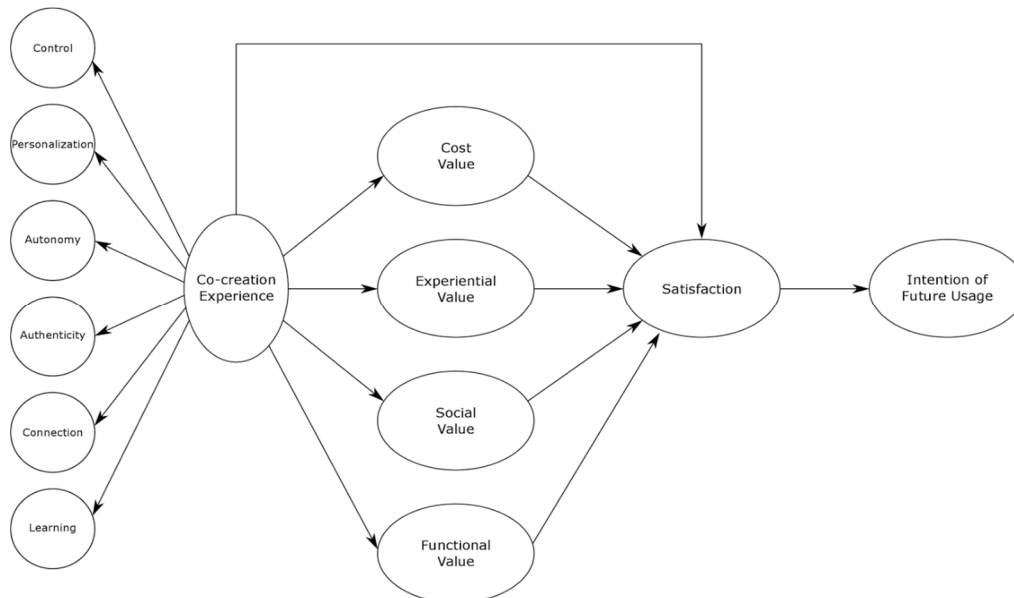 Control
Personalization
Autonomy
Authenticity
Connection
Learning
Co-creation
Experience
Cost
Value
Experiential
Value
Social
Value
Functional
Value
Satisfaction
Intention of
Future Usage